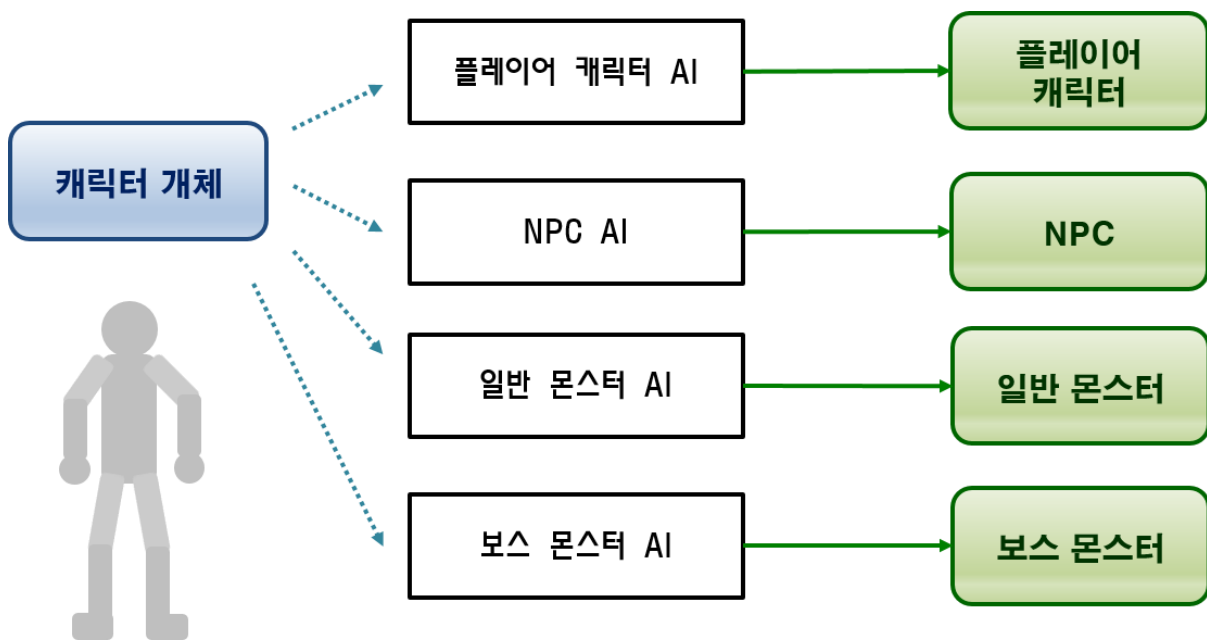 플레이어 캐릭터 AI
플레이어
캐릭터
캐릭터 개체
NPC AI
NPC
일반 몬스터 AI
일반 몬스터
보스 몬스터 AI
보스 몬스터